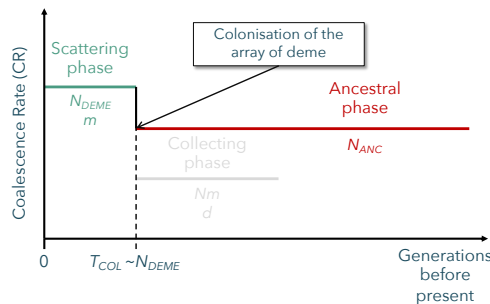 Coalescence Rate (CR)
Scattering
phase
N_DEME
m
Colonisation of the
array of deme
Ancestral
phase
N_ANC
Collecting
phase
Nm
d
0
T_COL ~N_DEME
Generations
before
present